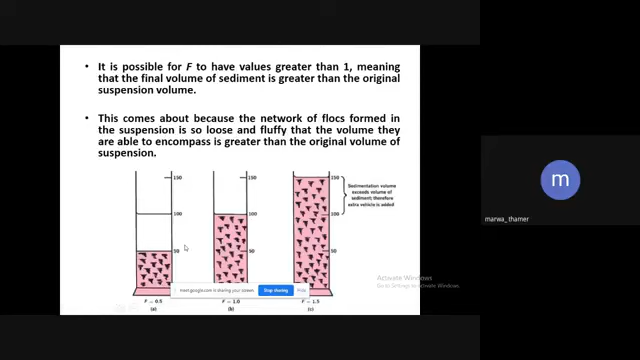 • It is possible for F to have values greater than 1, meaning
that the final volume of sediment is greater than the original
suspension volume.
• This comes about because the network of flocs formed in
the suspension is so loose and fluffy that the volume they
are able to encompass is greater than the original volume of
suspension.
150
100
50
F = 0.5
(a)
150
100
50
F = 1.0
(b)
150
100
50
F = 1.5
(c)
Sedimentation volume
exceeds volume of
sediment; therefore
extra vehicle is added
meet.google.com is sharing your screen.
Stop sharing
Hide
m
marwa_thamer
Activate Windows
Go to Settings to activate Windows.